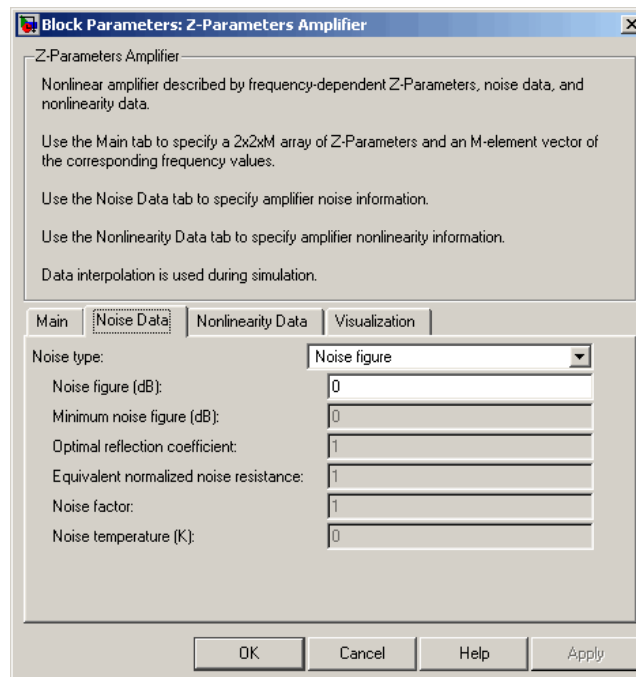 Block Parameters: Z-Parameters Amplifier
Z-Parameters Amplifier
Nonlinear amplifier described by frequency-dependent Z-Parameters, noise data, and
nonlinearity data.
Use the Main tab to specify a 2x2xM array of Z-Parameters and an M-element vector of
the corresponding frequency values.
Use the Noise Data tab to specify amplifier noise information.
Use the Nonlinearity Data tab to specify amplifier nonlinearity information.
Data interpolation is used during simulation.
Main Noise Data Nonlinearity Data Visualization
Noise type: Noise figure
Noise figure (dB): 0
Minimum noise figure (dB): 0
Optimal reflection coefficient: 1
Equivalent normalized noise resistance: 1
Noise factor: 1
Noise temperature (K): 0
OK Cancel Help Apply